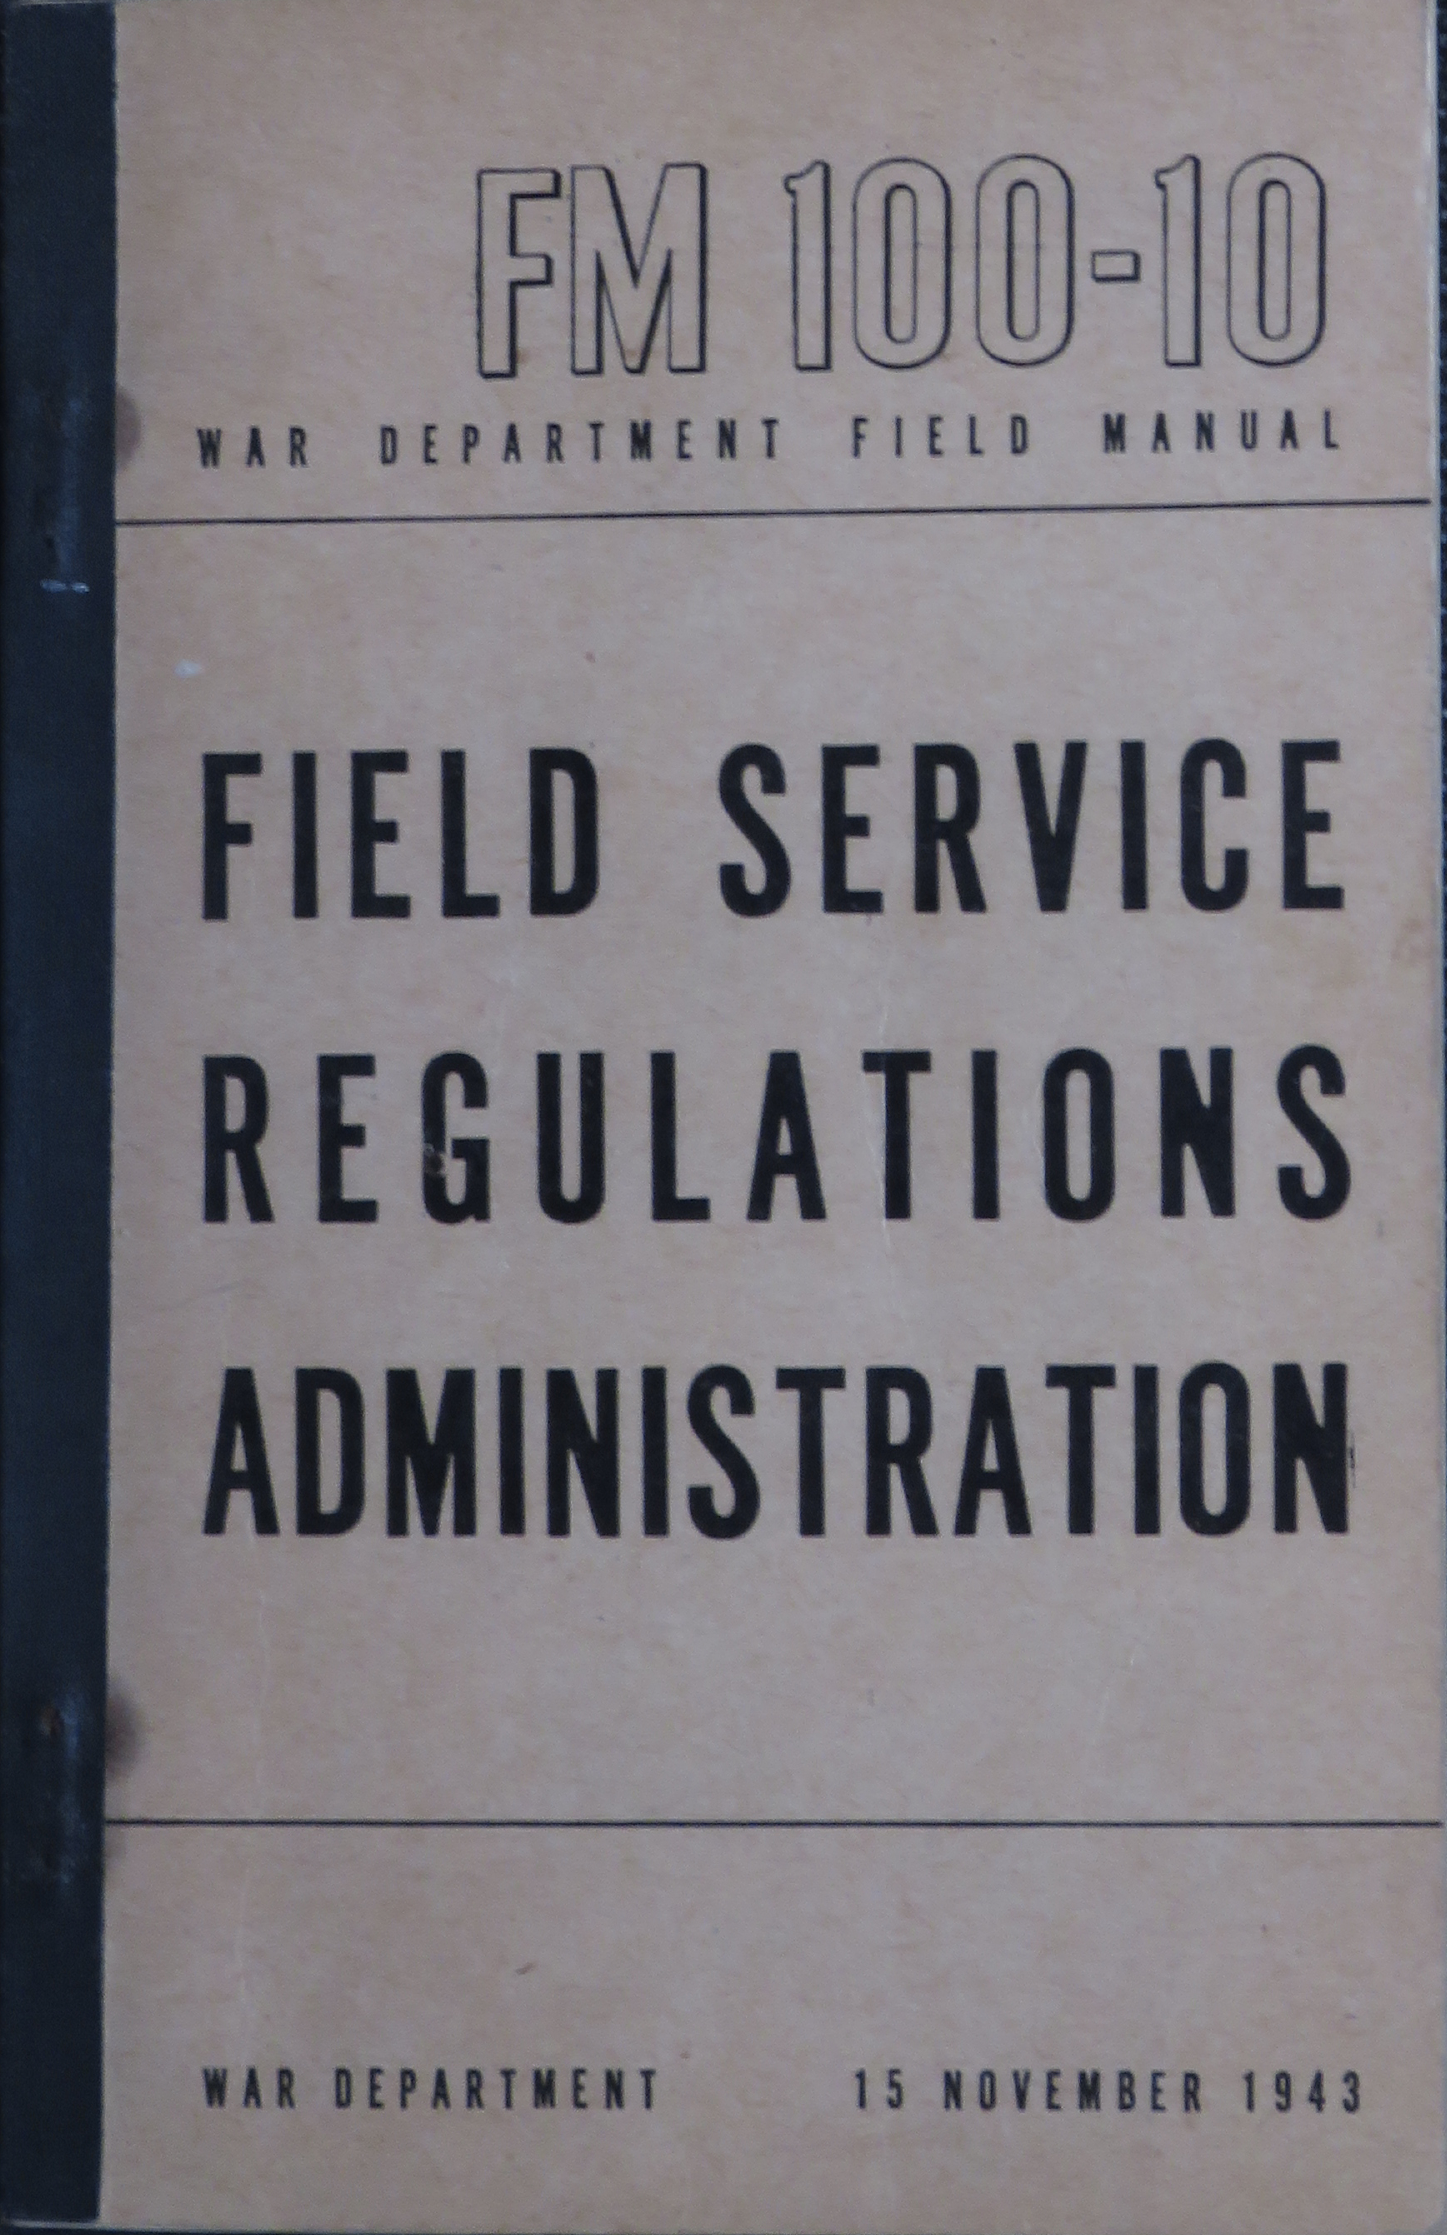 FM 100-10
WAR DEPARTMENT FIELD MANUAL
FIELD SERVICE
REGULATIONS
ADMINISTRATION
WAR DEPARTMENT 15 NOVEMBER 1943